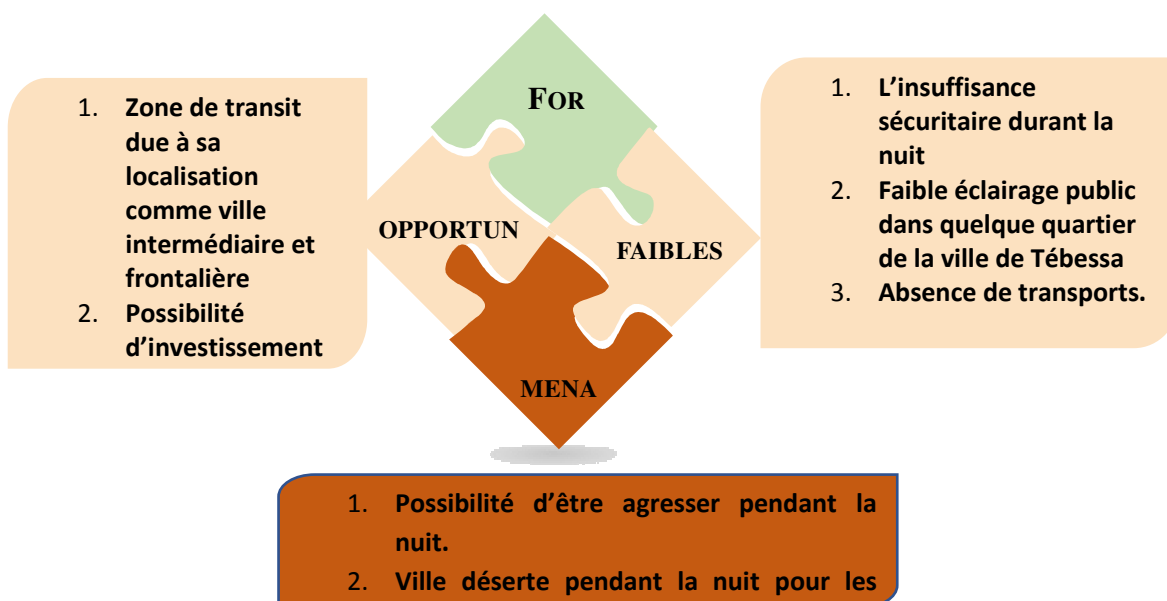 FOR
1. Zone de transit
due à sa
localisation
comme ville
intermédiaire et
frontalière
2. Possibilité
d’investissement
OPPORTUN
FAIBLES
MENA
1. L’insuffisance
sécuritaire durant la
nuit
2. Faible éclairage public
dans quelque quartier
de la ville de Tébessa
3. Absence de transports.
1. Possibilité d’être agresser pendant la
nuit.
2. Ville déserte pendant la nuit pour les